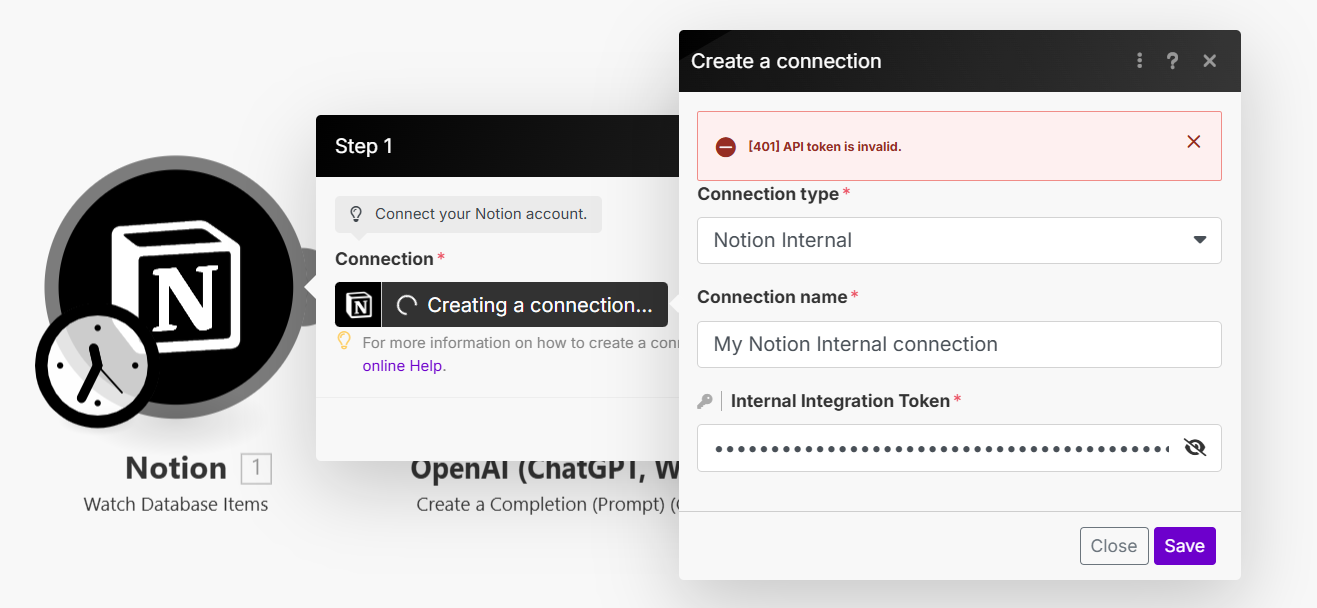 Create a connection
[401] API token is invalid.
Connection type *
Notion Internal
Connection name *
My Notion Internal connection
Internal Integration Token *
Close
Save
Step 1
Connect your Notion account.
Connection *
Creating a connection...
For more information on how to create a
online Help.
N
Notion 1
Watch Database Items
OpenAI (ChatGPT,
Create a Completion (Prompt)